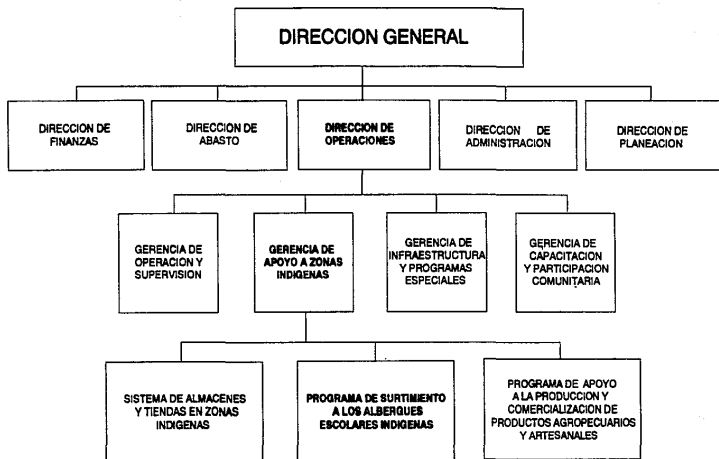 DIRECCION GENERAL
DIRECCION DE
FINANZAS
DIRECCION DE
ABASTO
DIRECCION DE
OPERACIONES
DIRECCION DE
ADMINISTRACION
DIRECCION DE
PLANEACION
GERENCIA DE
OPERACION Y
SUPERVISION
GERENCIA DE
APOYO A ZONAS
INDIGENAS
GERENCIA DE
INFRAESTRUCTURA
Y PROGRAMAS
ESPECIALES
GERENCIA DE
CAPACITACION
Y PARTICIPACION
COMUNITARIA
SISTEMA DE ALMACENES
Y TIENDAS EN ZONAS
INDIGENAS
PROGRAMA DE SURTIMIENTO
A LOS ALBERGUES
ESCOLARES INDIGENAS
PROGRAMA DE APOYO
A LA PRODUCCION Y
COMERCIALIZACION DE
PRODUCTOS AGROPECUARIOS
Y ARTESANALES